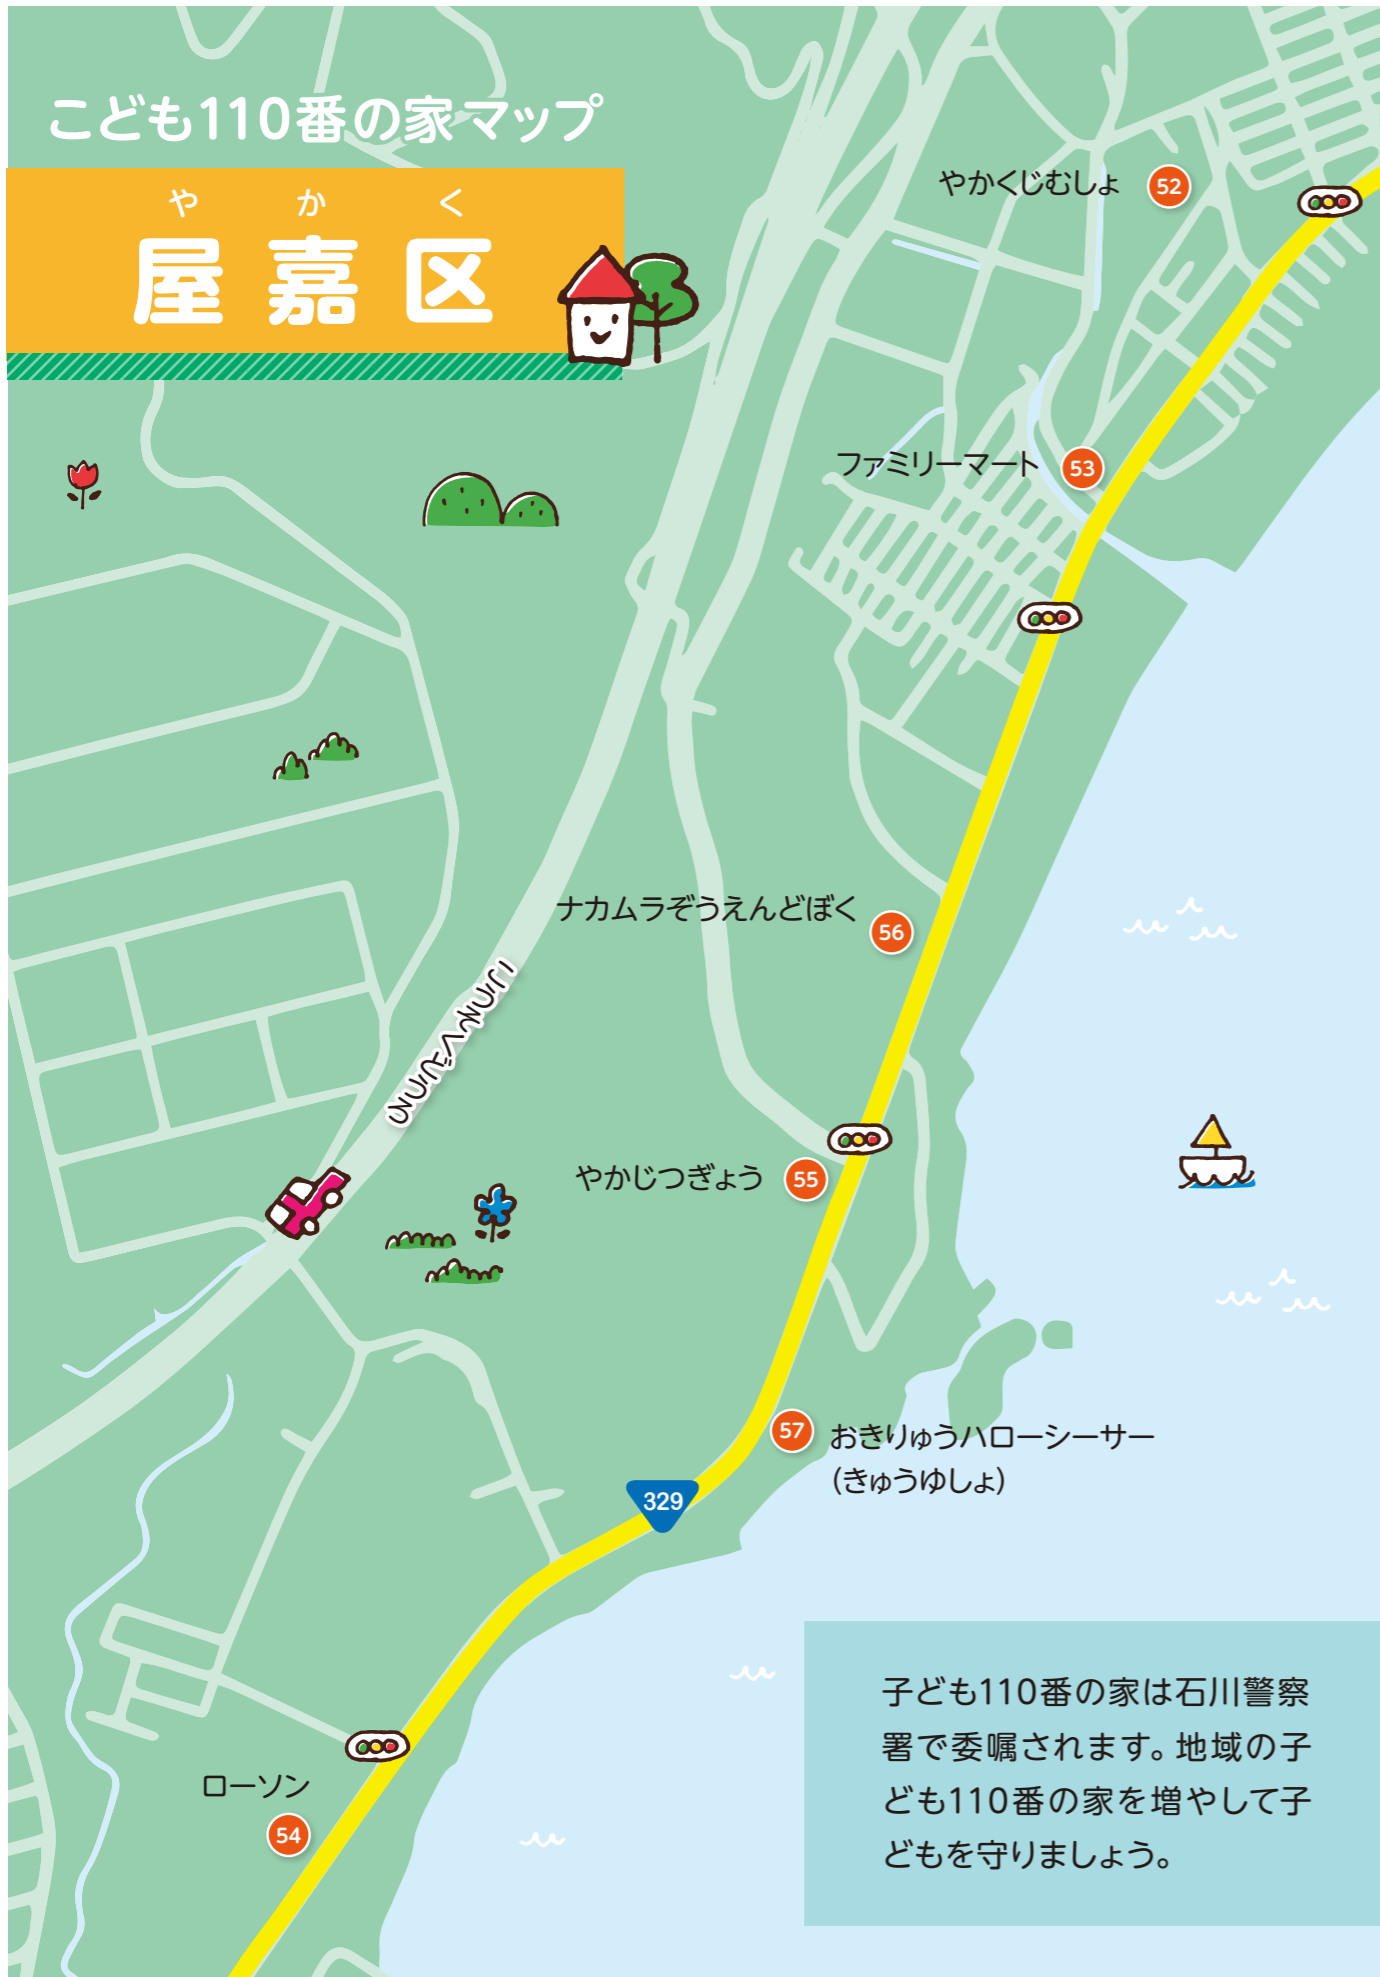 こども110番の家マップ
や か く
屋嘉区
やかくじむしょ 52
ファミリーマート 53
ナカムラぞうえんどぼく 56
こうそくどうろ
やかじつぎょう 55
57 おきりゅうハローシーサー
(きゅうゆしょ)
329
ローソン
54
子ども110番の家は石川警察
署で委嘱されます。地域の子
ども110番の家を増やして子
どもを守りましょう。